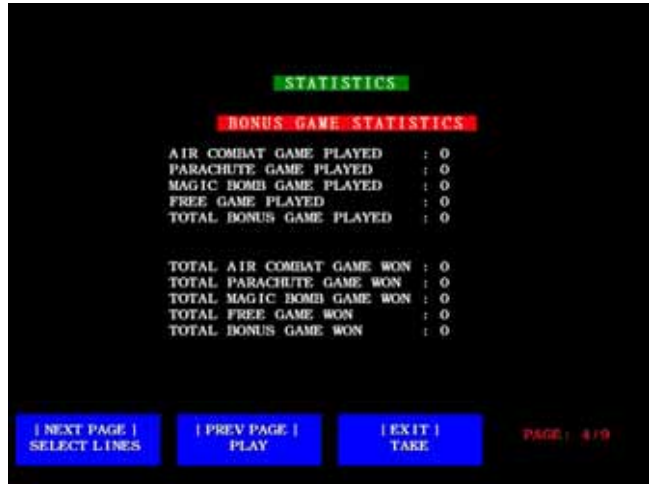 STATISTICS
BONUS GAME STATISTICS
AIR COMBAT GAME PLAYED : 0
PARACHUTE GAME PLAYED : 0
MAGIC BOMB GAME PLAYED : 0
FREE GAME PLAYED : 0
TOTAL BONUS GAME PLAYED : 0
TOTAL AIR COMBAT GAME WON : 0
TOTAL PARACHUTE GAME WON : 0
TOTAL MAGIC BOMB GAME WON : 0
TOTAL FREE GAME WON : 0
TOTAL BONUS GAME WON : 0
| NEXT PAGE | | PREV PAGE | | EXIT |
SELECT LINES PLAY TAKE PAGE: 4/9